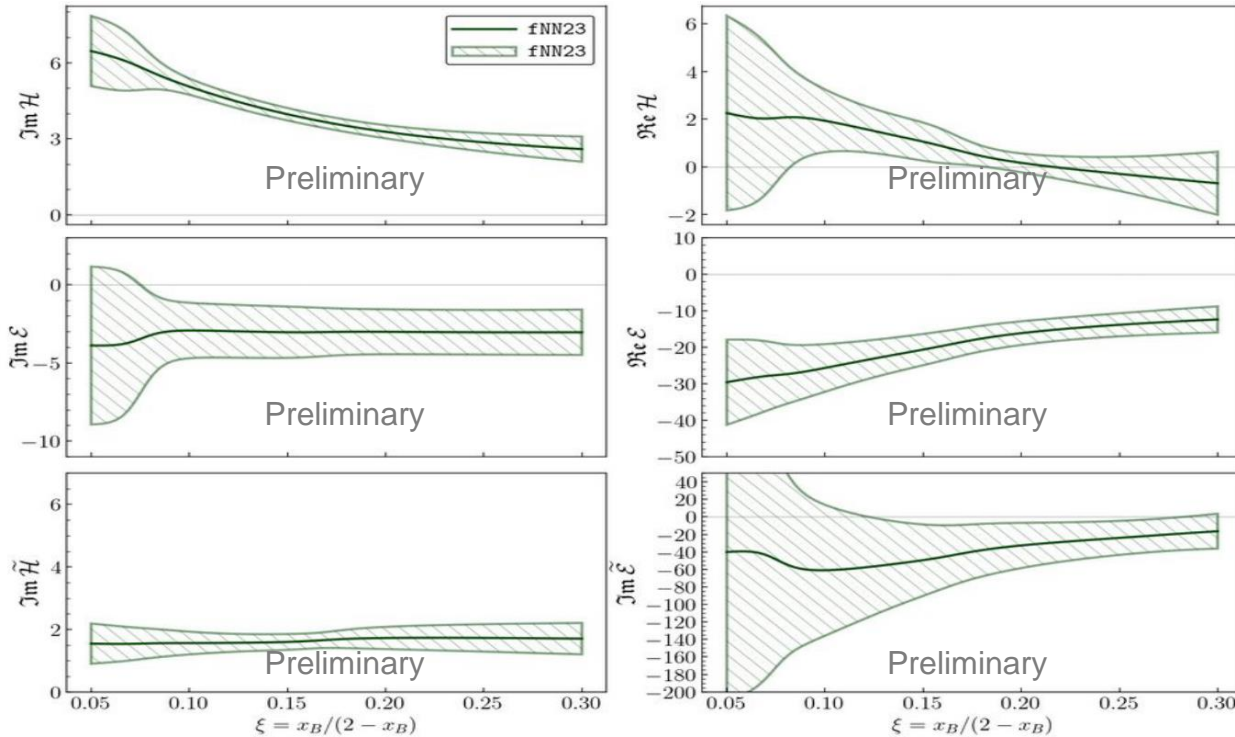 fNN23
fNN23
6
3
0
ℑm ℋ
Preliminary
6
4
2
0
−2
ℜe ℋ
Preliminary
0
−5
−10
ℑm ℰ
Preliminary
10
0
−10
−20
−30
−40
−50
ℜe ℰ
Preliminary
6
4
2
0
ℑm ℋ̃
Preliminary
0.05 0.10 0.15 0.20 0.25 0.30
ξ = x_B/(2 − x_B)
40
20
0
−20
−40
−60
−80
−100
−120
−140
−160
−180
−200
ℑm ℰ̃
Preliminary
0.05 0.10 0.15 0.20 0.25 0.30
ξ = x_B/(2 − x_B)